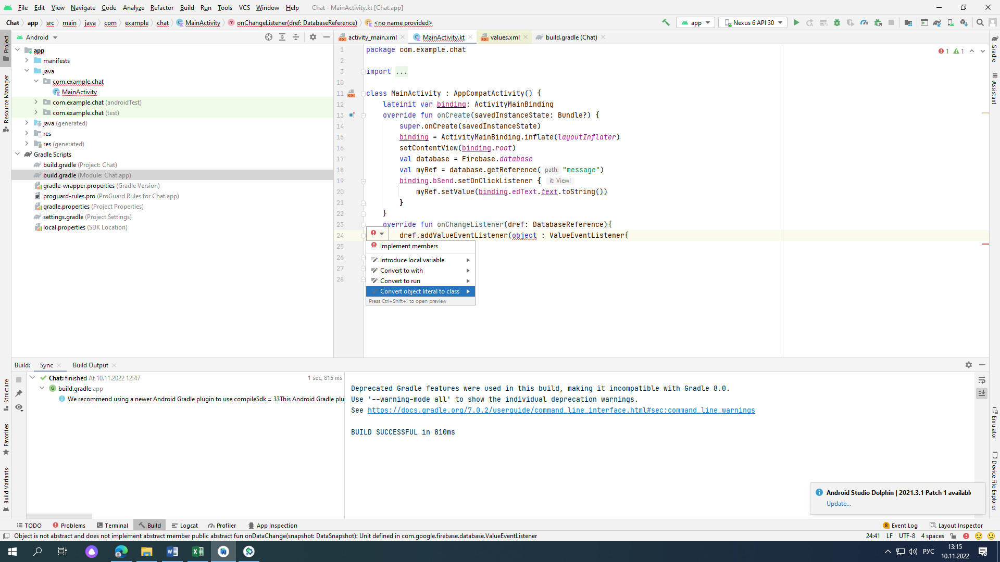 File Edit View Navigate Code Analyze Refactor Build Run Tools VCS Window Help Chat - MainActivity.kt [Chat.app]
Chat app src main java com example chat MainActivity onChangeListener(dref: DatabaseReference) <no name provided> app Nexus 6 API 30
Android
activity_main.xml MainActivity.kt values.xml build.gradle (Chat)
app
manifests
java
com.example.chat
MainActivity
com.example.chat (androidTest)
com.example.chat (test)
java (generated)
res
res (generated)
Gradle Scripts
build.gradle (Project: Chat)
build.gradle (Module: Chat.app)
gradle-wrapper.properties (Gradle Version)
proguard-rules.pro (ProGuard Rules for Chat.app)
gradle.properties (Project Properties)
settings.gradle (Project Settings)
local.properties (SDK Location)
Project
Resource Manager
Structure
Favorites
Build Variants
1 package com.example.chat
2
3 import ...
10
11 class MainActivity : AppCompatActivity() {
12 lateinit var binding: ActivityMainBinding
13 override fun onCreate(savedInstanceState: Bundle?) {
14 super.onCreate(savedInstanceState)
15 binding = ActivityMainBinding.inflate(layoutInflater)
16 setContentView(binding.root)
17 val database = Firebase.database
18 val myRef = database.getReference( path: "message")
19 binding.bSend.setOnClickListener { it: View!
20 myRef.setValue(binding.edText.text.toString())
21 }
22 }
23 override fun onChangeListener(dref: DatabaseReference){
24 dref.addValueEventListener(object : ValueEventListener{
25
26
27
28
Implement members
Introduce local variable
Convert to with
Convert to run
Convert object literal to class
Press Ctrl+Shift+I to open preview
1 1
Gradle
Assistant
Emulator
Device File Explorer
Build: Sync Build Output
Chat: finished At 10.11.2022 12:47 1 sec, 815 ms
build.gradle app
We recommend using a newer Android Gradle plugin to use compileSdk = 33This Android Gradle plu
Deprecated Gradle features were used in this build, making it incompatible with Gradle 8.0.
Use '--warning-mode all' to show the individual deprecation warnings.
See https://docs.gradle.org/7.0.2/userguide/command_line_interface.html#sec:command_line_warnings
BUILD SUCCESSFUL in 810ms
Android Studio Dolphin | 2021.3.1 Patch 1 availabl
Update...
TODO Problems Terminal Build Logcat Profiler App Inspection 8 Event Log Layout Inspector
Object is not abstract and does not implement abstract member public abstract fun onDataChange(snapshot: DataSnapshot): Unit defined in com.google.firebase.database.ValueEventListener 24:41 LF UTF-8 4 spaces
РУС 13:15
10.11.2022